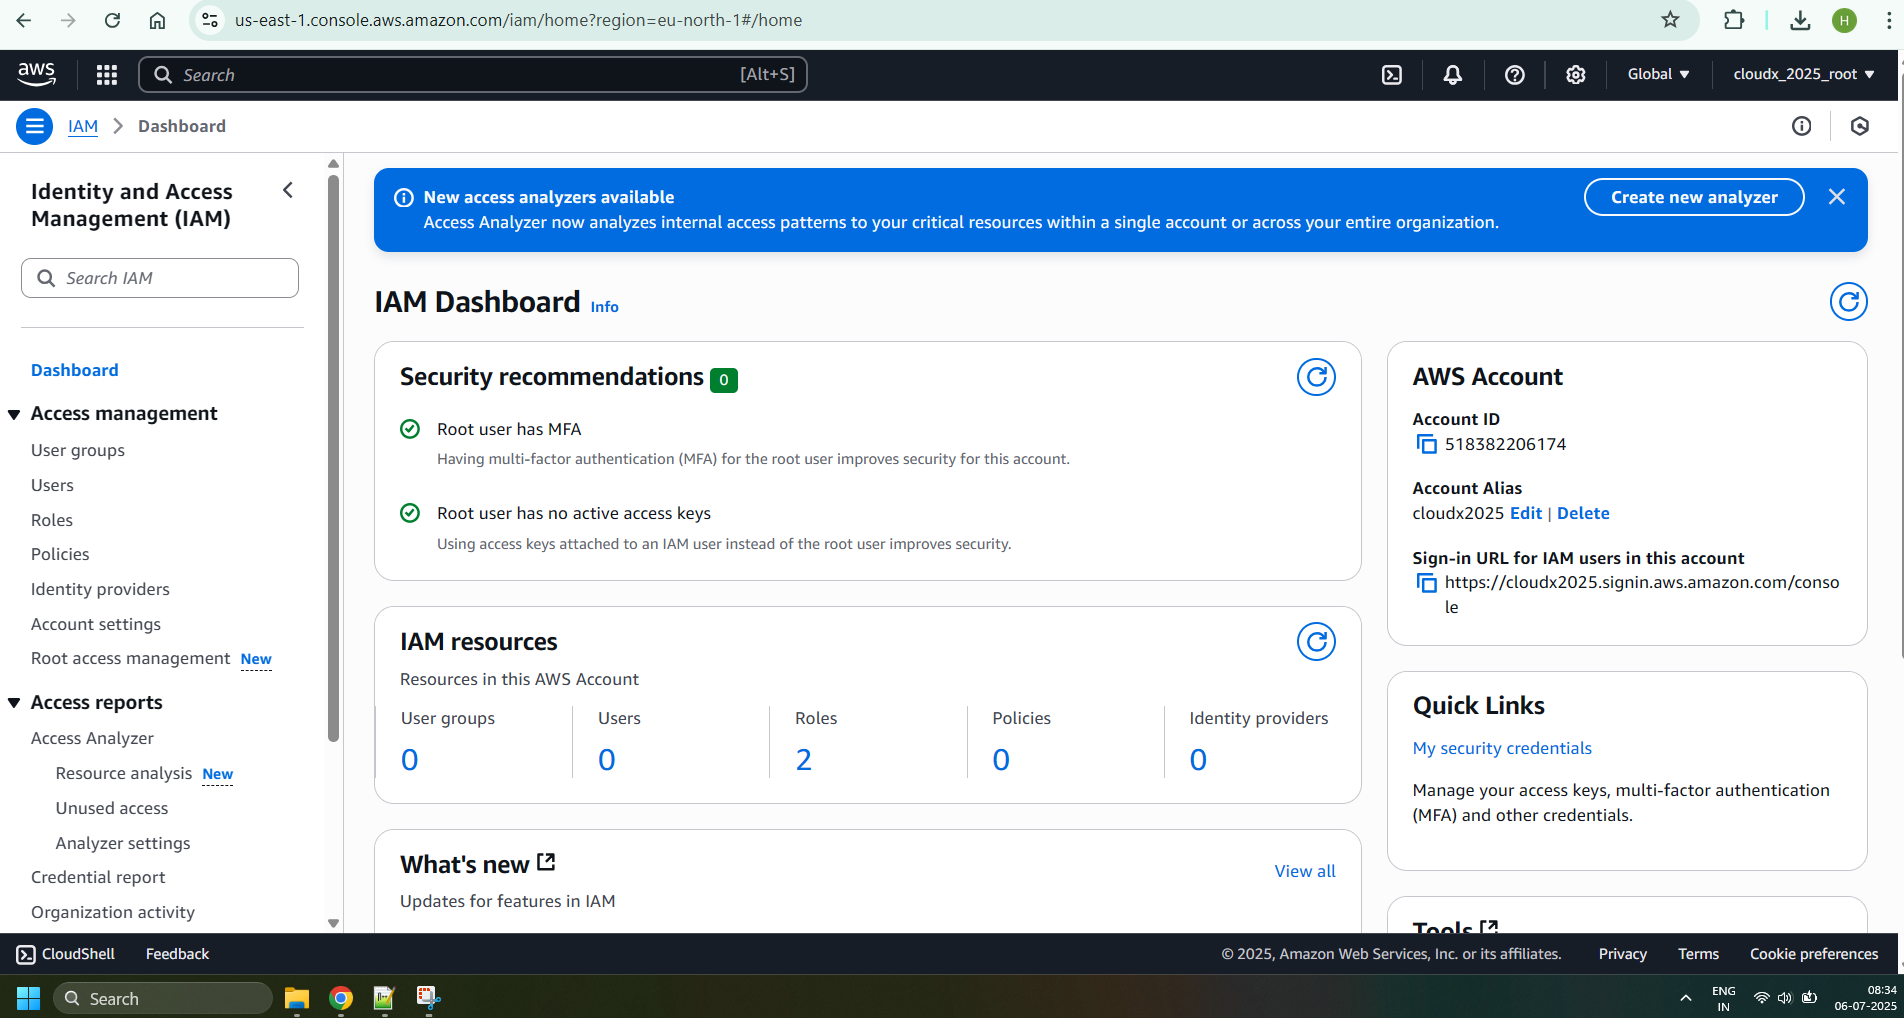 us-east-1.console.aws.amazon.com/iam/home?region=eu-north-1#/home
H
aws
Search
[Alt+S]
Global
cloudx_2025_root
IAM
Dashboard
Identity and Access
Management (IAM)
Search IAM
Dashboard
Access management
User groups
Users
Roles
Policies
Identity providers
Account settings
Root access management New
Access reports
Access Analyzer
Resource analysis New
Unused access
Analyzer settings
Credential report
Organization activity
New access analyzers available
Access Analyzer now analyzes internal access patterns to your critical resources within a single account or across your entire organization.
Create new analyzer
IAM Dashboard Info
Security recommendations 0
Root user has MFA
Having multi-factor authentication (MFA) for the root user improves security for this account.
Root user has no active access keys
Using access keys attached to an IAM user instead of the root user improves security.
IAM resources
Resources in this AWS Account
User groups
0
Users
0
Roles
2
Policies
0
Identity providers
0
What's new
View all
Updates for features in IAM
AWS Account
Account ID
518382206174
Account Alias
cloudx2025 Edit | Delete
Sign-in URL for IAM users in this account
https://cloudx2025.signin.aws.amazon.com/conso
le
Quick Links
My security credentials
Manage your access keys, multi-factor authentication
(MFA) and other credentials.
Tools
CloudShell
Feedback
© 2025, Amazon Web Services, Inc. or its affiliates.
Privacy
Terms
Cookie preferences
Search
ENG
IN
08:34
06-07-2025